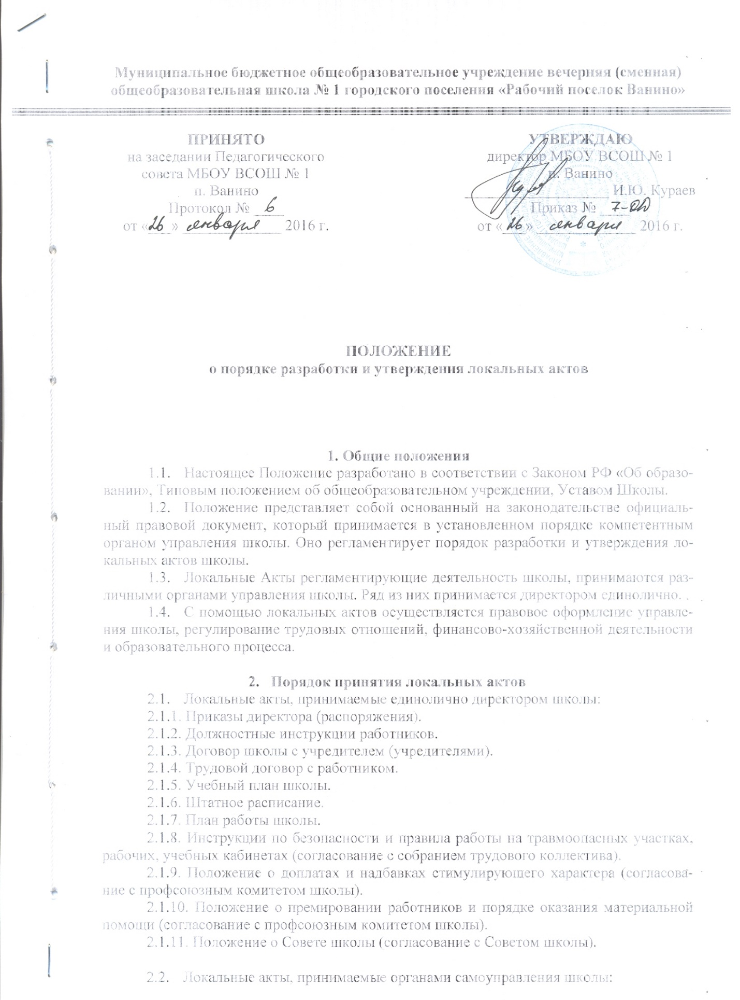 Муниципальное бюджетное общеобразовательное учреждение вечерняя (сменная)
общеобразовательная школа № 1 городского поселения «Рабочий поселок Ванино»
ПРИНЯТО
на заседании Педагогического
совета МБОУ ВСОШ № 1
п. Ванино
Протокол № 6
от «26» января 2016 г.
УТВЕРЖДАЮ
директор МБОУ ВСОШ № 1
п. Ванино
И.Ю. Кураев
Приказ № 7-ОД
от «26» января 2016 г.
ПОЛОЖЕНИЕ
о порядке разработки и утверждения локальных актов
1. Общие положения
1.1. Настоящее Положение разработано в соответствии с Законом РФ «Об образо-
вании», Типовым положением об общеобразовательном учреждении, Уставом Школы.
1.2. Положение представляет собой основанный на законодательстве официаль-
ный правовой документ, который принимается в установленном порядке компетентным
органом управления школы. Оно регламентирует порядок разработки и утверждения ло-
кальных актов школы.
1.3. Локальные Акты регламентирующие деятельность школы, принимаются раз-
личными органами управления школы. Ряд из них принимается директором единолично. .
1.4. С помощью локальных актов осуществляется правовое оформление управле-
ния школы, регулирование трудовых отношений, финансово-хозяйственной деятельности
и образовательного процесса.
2. Порядок принятия локальных актов
2.1. Локальные акты, принимаемые единолично директором школы:
2.1.1. Приказы директора (распоряжения).
2.1.2. Должностные инструкции работников.
2.1.3. Договор школы с учредителем (учредителями).
2.1.4. Трудовой договор с работником.
2.1.5. Учебный план школы.
2.1.6. Штатное расписание.
2.1.7. План работы школы.
2.1.8. Инструкции по безопасности и правила работы на травмоопасных участках,
рабочих, учебных кабинетах (согласование с собранием трудового коллектива).
2.1.9. Положение о доплатах и надбавках стимулирующего характера (согласова-
ние с профсоюзным комитетом школы).
2.1.10. Положение о премировании работников и порядке оказания материальной
помощи (согласование с профсоюзным комитетом школы).
2.1.11. Положение о Совете школы (согласование с Советом школы).
2.2. Локальные акты, принимаемые органами самоуправления школы: